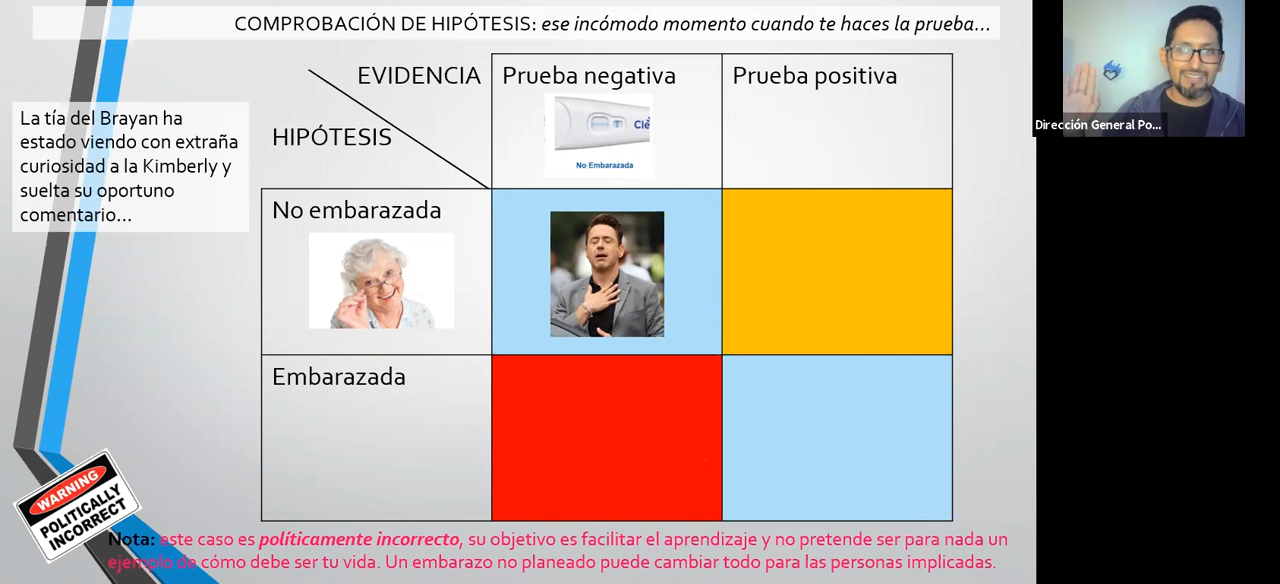 COMPROBACIÓN DE HIPÓTESIS: ese incómodo momento cuando te haces la prueba...
EVIDENCIA
HIPÓTESIS
Prueba negativa
Prueba positiva
Cle
No Embarazada
Dirección General Po...
La tía del Brayan ha
estado viendo con extraña
curiosidad a la Kimberly y
suelta su oportuno
comentario...
No embarazada
Embarazada
WARNING
POLITICALLY
INCORRECT
Nota: este caso es políticamente incorrecto, su objetivo es facilitar el aprendizaje y no pretende ser para nada un
ejemplo de cómo debe ser tu vida. Un embarazo no planeado puede cambiar todo para las personas implicadas.